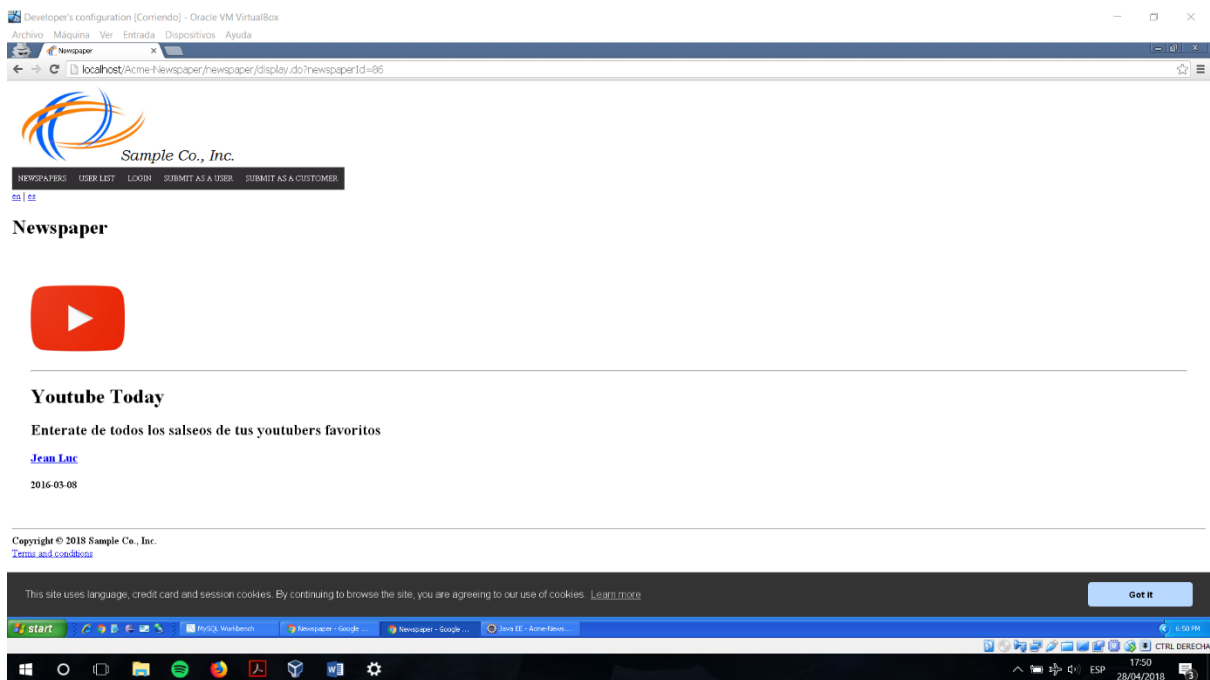 Developer's configuration [Corriendo] - Oracle VM VirtualBox
Archivo Máquina Ver Entrada Dispositivos Ayuda
Newspaper
localhost/Acme-Newspaper/newspaper/display.do?newspaperId=86
Sample Co., Inc.
NEWSPAPERS USER LIST LOGIN SUBMIT AS A USER SUBMIT AS A CUSTOMER
en | es
Newspaper
Youtube Today
Enterate de todos los salseos de tus youtubers favoritos
Jean Luc
2016-03-08
Copyright © 2018 Sample Co., Inc.
Terms and conditions
This site uses language, credit card and session cookies. By continuing to browse the site, you are agreeing to our use of cookies. Learn more
Got it
start MySQL Workbench Newspaper - Google ... Newspaper - Google ... Java EE - Acme-News... 6:50 PM
CTRL DERECHA
ESP 17:50
28/04/2018